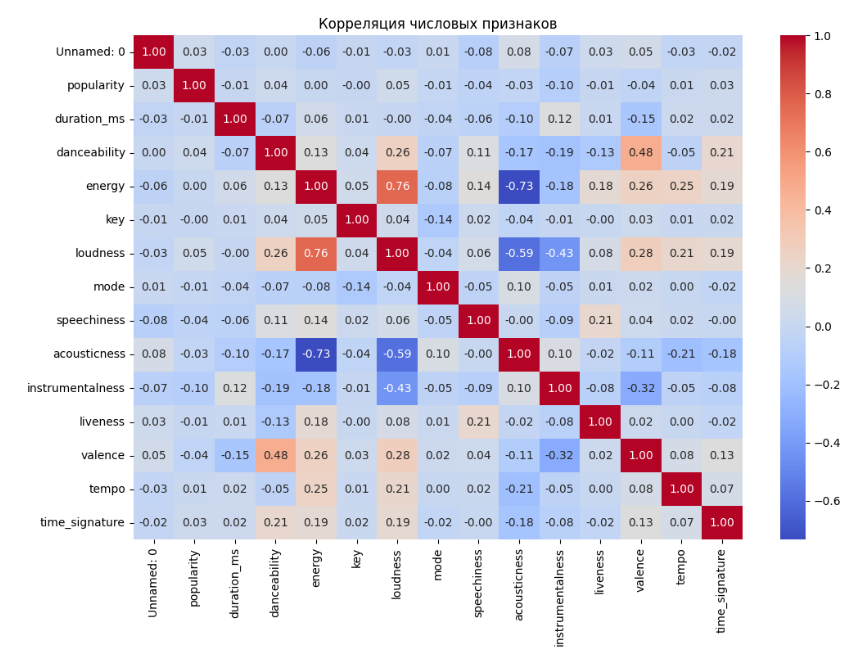 Корреляция числовых признаков
Unnamed: 0 1.00 0.03 -0.03 0.00 -0.06 -0.01 -0.03 0.01 -0.08 0.08 -0.07 0.03 0.05 -0.03 -0.02
popularity 0.03 1.00 -0.01 0.04 0.00 -0.00 0.05 -0.01 -0.04 -0.03 -0.10 -0.01 -0.04 0.01 0.03
duration_ms -0.03 -0.01 1.00 -0.07 0.06 0.01 -0.00 -0.04 -0.06 -0.10 0.12 0.01 -0.15 0.02 0.02
danceability 0.00 0.04 -0.07 1.00 0.13 0.04 0.26 -0.07 0.11 -0.17 -0.19 -0.13 0.48 -0.05 0.21
energy -0.06 0.00 0.06 0.13 1.00 0.05 0.76 -0.08 0.14 -0.73 -0.18 0.18 0.26 0.25 0.19
key -0.01 -0.00 0.01 0.04 0.05 1.00 0.04 -0.14 0.02 -0.04 -0.01 -0.00 0.03 0.01 0.02
loudness -0.03 0.05 -0.00 0.26 0.76 0.04 1.00 -0.04 0.06 -0.59 -0.43 0.08 0.28 0.21 0.19
mode 0.01 -0.01 -0.04 -0.07 -0.08 -0.14 -0.04 1.00 -0.05 0.10 -0.05 0.01 0.02 0.00 -0.02
speechiness -0.08 -0.04 -0.06 0.11 0.14 0.02 0.06 -0.05 1.00 -0.00 -0.09 0.21 0.04 0.02 -0.00
acousticness 0.08 -0.03 -0.10 -0.17 -0.73 -0.04 -0.59 0.10 -0.00 1.00 0.10 -0.02 -0.11 -0.21 -0.18
instrumentalness -0.07 -0.10 0.12 -0.19 -0.18 -0.01 -0.43 -0.05 -0.09 0.10 1.00 -0.08 -0.32 -0.05 -0.08
liveness 0.03 -0.01 0.01 -0.13 0.18 -0.00 0.08 0.01 0.21 -0.02 -0.08 1.00 0.02 0.00 -0.02
valence 0.05 -0.04 -0.15 0.48 0.26 0.03 0.28 0.02 0.04 -0.11 -0.32 0.02 1.00 0.08 0.13
tempo -0.03 0.01 0.02 -0.05 0.25 0.01 0.21 0.00 0.02 -0.21 -0.05 0.00 0.08 1.00 0.07
time_signature -0.02 0.03 0.02 0.21 0.19 0.02 0.19 -0.02 -0.00 -0.18 -0.08 -0.02 0.13 0.07 1.00
Unnamed: 0
popularity
duration_ms
danceability
energy
key
loudness
mode
speechiness
acousticness
instrumentalness
liveness
valence
tempo
time_signature
1.0
0.8
0.6
0.4
0.2
0.0
−0.2
−0.4
−0.6